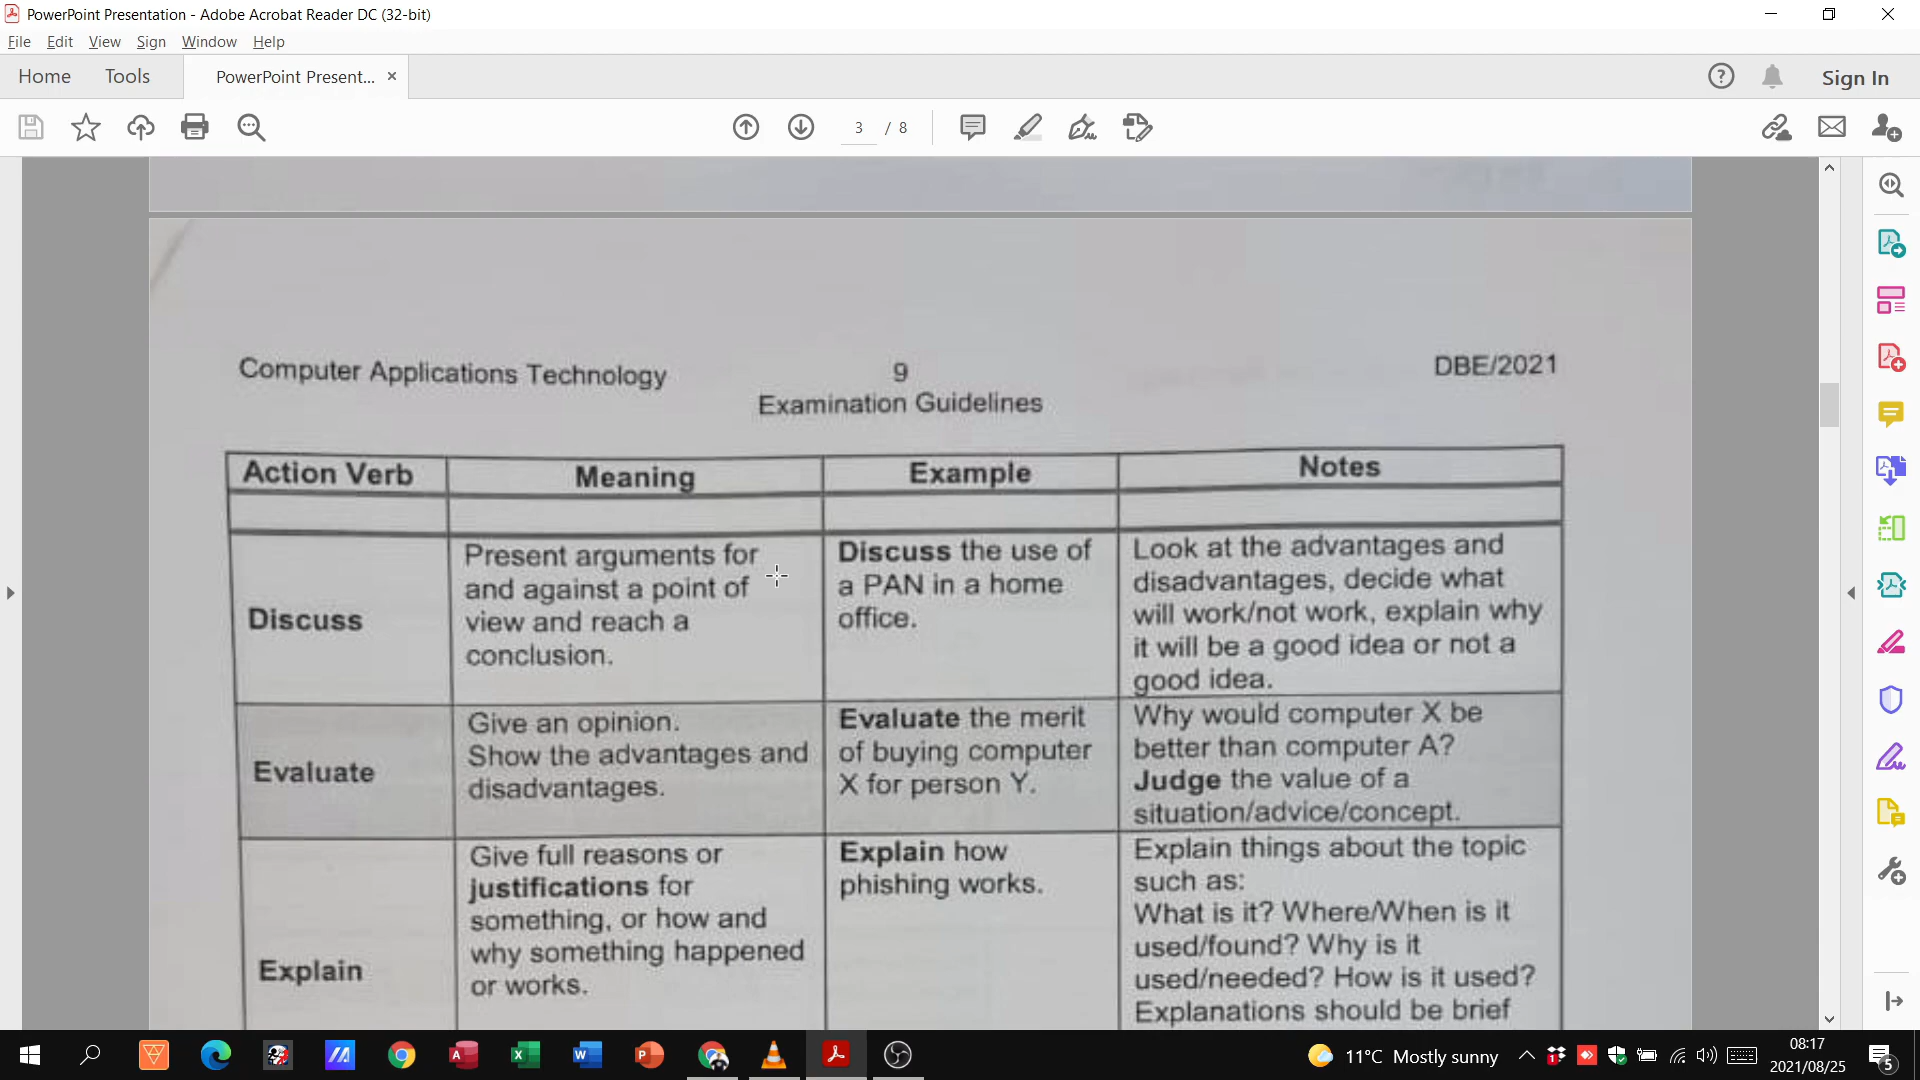 PowerPoint Presentation - Adobe Acrobat Reader DC (32-bit)
File Edit View Sign Window Help
Home Tools PowerPoint Present... × Sign In
3 / 8
Computer Applications Technology 9 DBE/2021
Examination Guidelines
Action Verb Meaning Example Notes
Discuss
Present arguments for
and against a point of
view and reach a
conclusion.
Discuss the use of
a PAN in a home
office.
Look at the advantages and
disadvantages, decide what
will work/not work, explain why
it will be a good idea or not a
good idea.
Evaluate
Give an opinion.
Show the advantages and
disadvantages.
Evaluate the merit
of buying computer
X for person Y.
Why would computer X be
better than computer A?
Judge the value of a
situation/advice/concept.
Explain
Give full reasons or
justifications for
something, or how and
why something happened
or works.
Explain how
phishing works.
Explain things about the topic
such as:
What is it? Where/When is it
used/found? Why is it
used/needed? How is it used?
Explanations should be brief
11°C Mostly sunny
08:17
2021/08/25
5